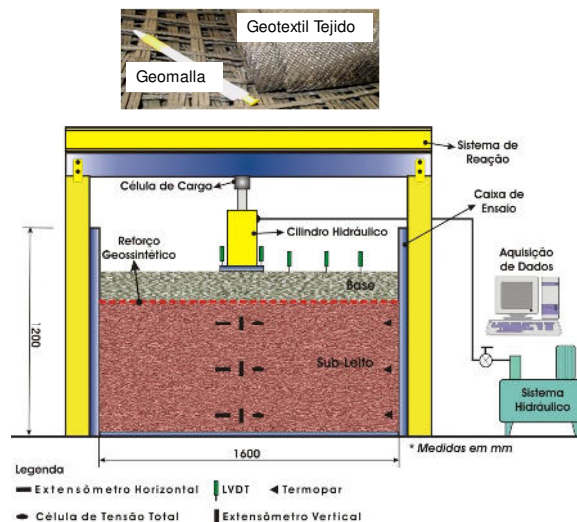 Geotextil Tejido
Geomalla
Sistema de
Reação
Célula de Carga
Caixa de
Ensaio
Cilindro Hidráulico
Reforço
Geossintético
Aquisição
de Dados
Base
1200
Sub-Leito
Sistema
Hidráulico
1600
* Medidas em mm
Legenda
Extensômetro Horizontal
LVDT
Termopar
Célula de Tensão Total
Extensômetro Vertical